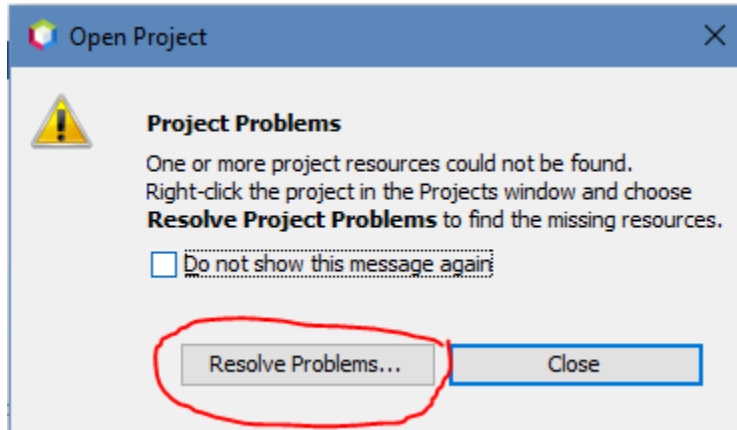 Open Project
Project Problems
One or more project resources could not be found.
Right-click the project in the Projects window and choose
Resolve Project Problems to find the missing resources.
Do not show this message again
Resolve Problems...
Close